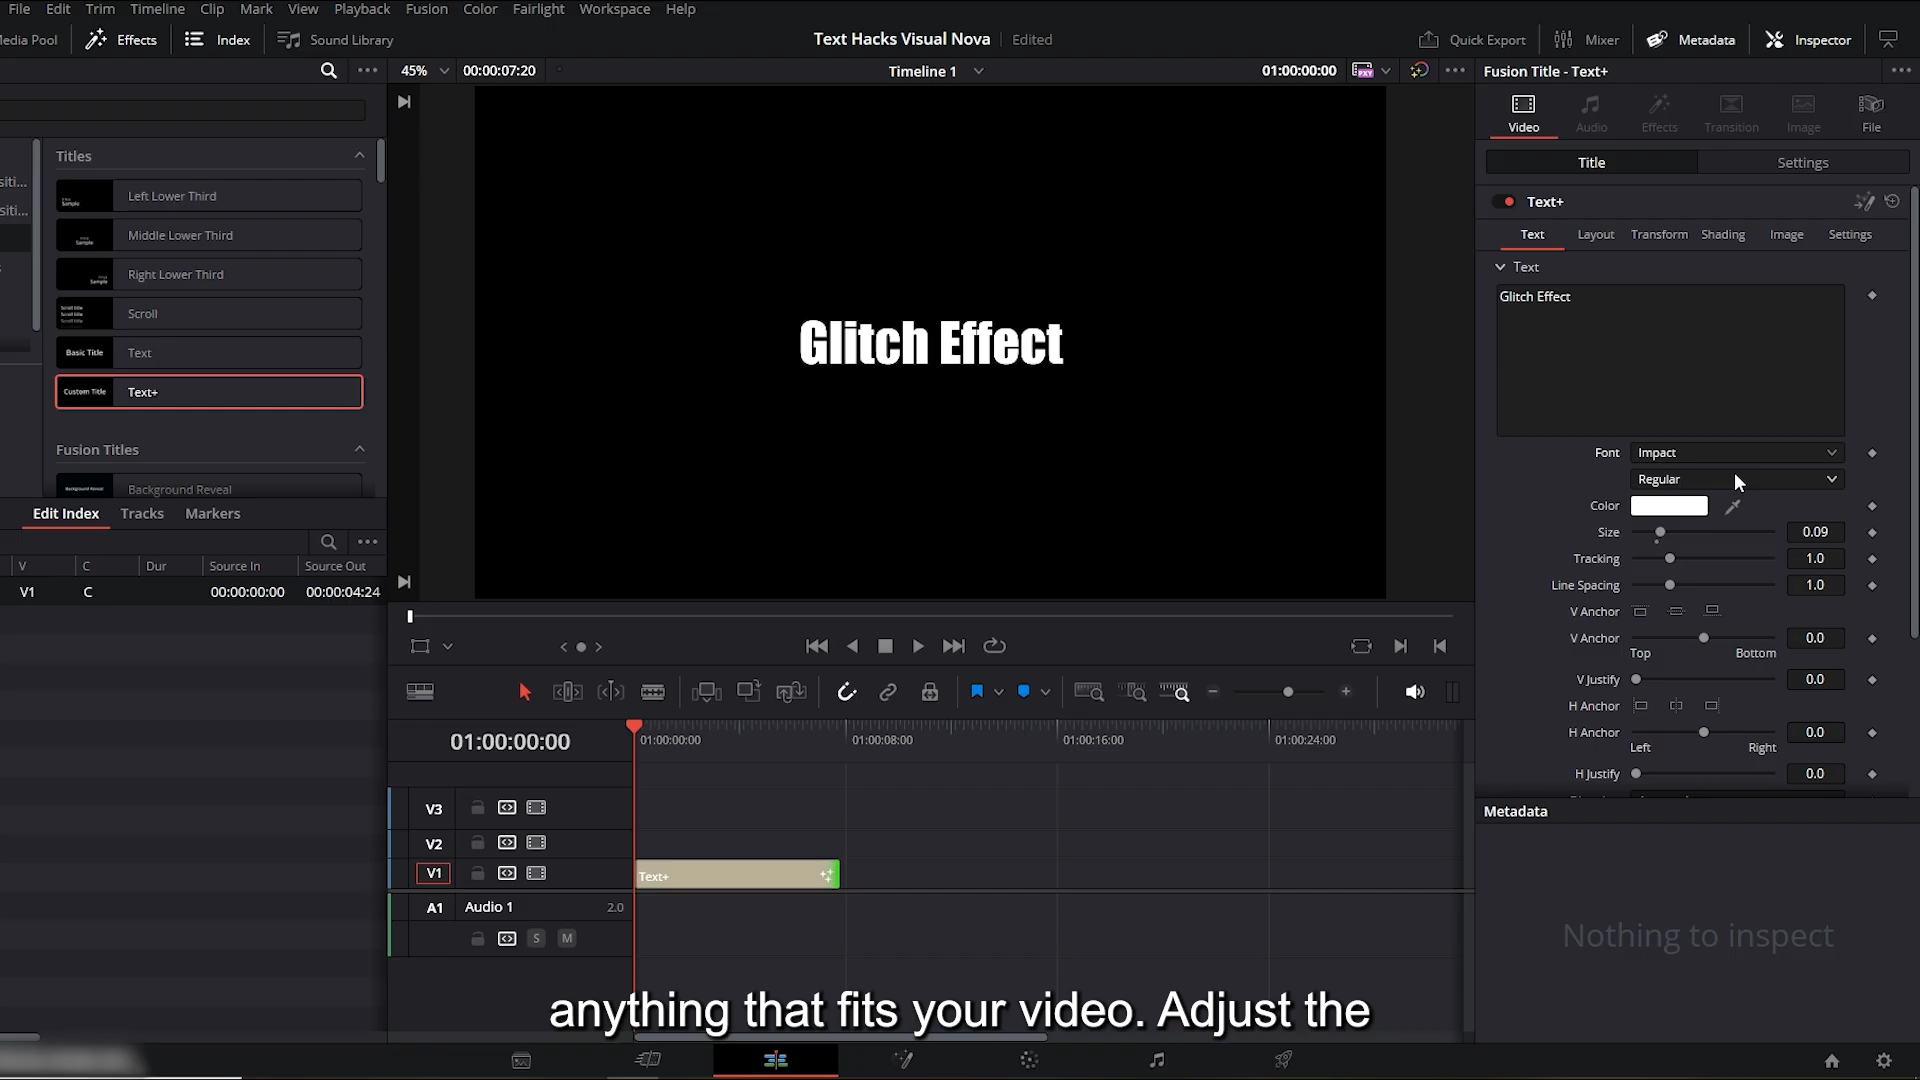 File Edit Trim Timeline Clip Mark View Playback Fusion Color Fairlight Workspace Help
Media Pool Effects Index Sound Library Text Hacks Visual Nova Edited Quick Export Mixer Metadata Inspector
45% 00:00:07:20 Timeline 1 01:00:00:00 Fusion Title - Text+
Video Audio Effects Transition Image File
Title Settings
Text+
Text Layout Transform Shading Image Settings
Text
Glitch Effect
Titles
Left Lower Third
Middle Lower Third
Right Lower Third
Scroll
Basic Title Text
Custom Title Text+
Fusion Titles
Background Reveal Background Reveal
Glitch Effect
Font Impact
Regular
Color
Size 0.09
Tracking 1.0
Line Spacing 1.0
V Anchor
V Anchor 0.0
Top Bottom
V Justify 0.0
H Anchor
H Anchor 0.0
Left Right
H Justify 0.0
Edit Index Tracks Markers
V C Dur Source In Source Out
V1 C 00:00:00:00 00:00:04:24
01:00:00:00 01:00:00:00 01:00:08:00 01:00:16:00 01:00:24:00
V3
V2
V1 Text+
A1 Audio 1 2.0
S M
Metadata
Nothing to inspect
anything that fits your video. Adjust the